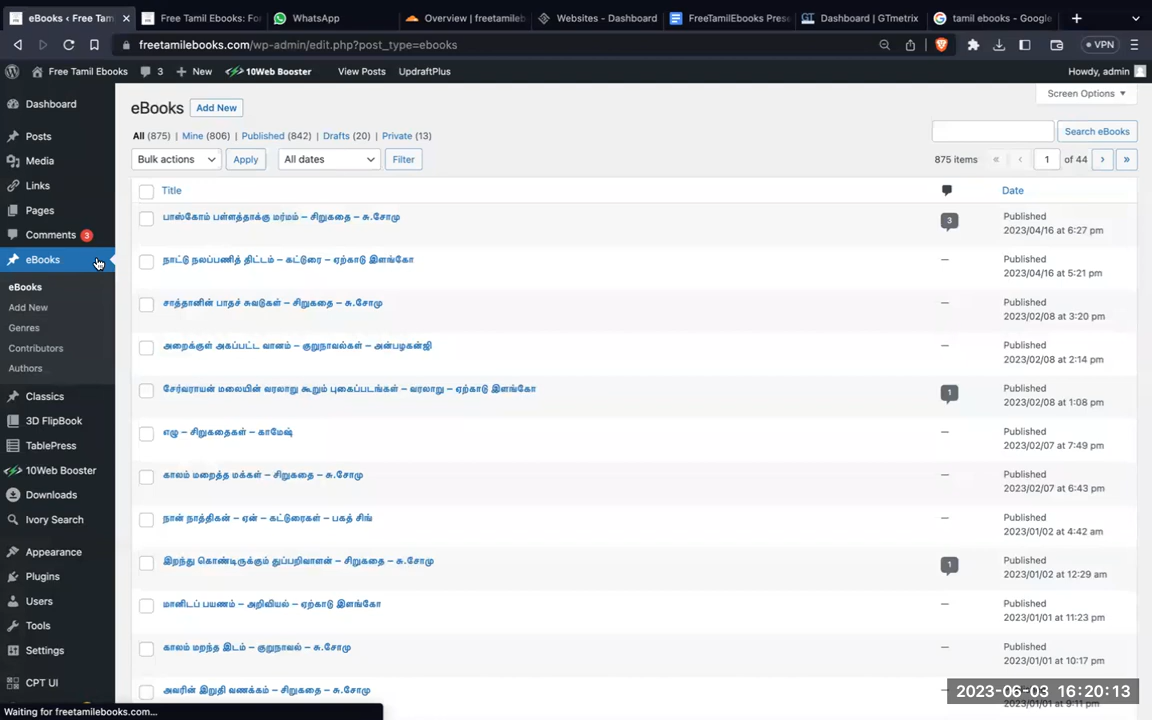 eBooks ‹ Free Tam
Free Tamil Ebooks: For
WhatsApp
Overview | freetamileb
Websites - Dashboard
FreeTamilEbooks Pres
Dashboard | GTmetrix
tamil ebooks - Google
freetamilebooks.com/wp-admin/edit.php?post_type=ebooks
VPN
Free Tamil Ebooks 3 New 10Web Booster View Posts UpdraftPlus Howdy, admin
Dashboard
Posts
Media
Links
Pages
Comments 3
eBooks
eBooks
Add New
Genres
Contributors
Authors
Classics
3D FlipBook
TablePress
10Web Booster
Downloads
Ivory Search
Appearance
Plugins
Users
Tools
Settings
CPT UI
Screen Options
eBooks Add New
All (875) | Mine (806) | Published (842) | Drafts (20) | Private (13)
Search eBooks
Bulk actions Apply All dates Filter
875 items « ‹ 1 of 44 › »
Title Date
பாஸ்கோம் பள்ளத்தாக்கு மர்மம் – சிறுகதை – சு.சோமு 3 Published
2023/04/16 at 6:27 pm
நாட்டு நலப்பணித் திட்டம் – கட்டுரை – ஏற்காடு இளங்கோ — Published
2023/04/16 at 5:21 pm
சாத்தானின் பாதச் சுவடுகள் – சிறுகதை – சு.சோமு — Published
2023/02/08 at 3:20 pm
அறைக்குள் அகப்பட்ட வானம் – குறுநாவல்கள் – அன்பழகன்ஜி — Published
2023/02/08 at 2:14 pm
சேர்வராயன் மலையின் வரலாறு கூறும் புகைப்படங்கள் – வரலாறு – ஏற்காடு இளங்கோ 1 Published
2023/02/08 at 1:08 pm
எழு – சிறுகதைகள் – காமேஷ் — Published
2023/02/07 at 7:49 pm
காலம் மறைத்த மக்கள் – சிறுகதை – சு.சோமு — Published
2023/02/07 at 6:43 pm
நான் நாத்திகன் – ஏன் – கட்டுரைகள் – பகத் சிங் — Published
2023/01/02 at 4:42 am
இறந்து கொண்டிருக்கும் துப்பறிவாளன் – சிறுகதை – சு.சோமு 1 Published
2023/01/02 at 12:29 am
மானிடப் பயணம் – அறிவியல் – ஏற்காடு இளங்கோ — Published
2023/01/01 at 11:23 pm
காலம் மறந்த இடம் – குறுநாவல் – சு.சோமு — Published
2023/01/01 at 10:17 pm
அவரின் இறுதி வணக்கம் – சிறுகதை – சு.சோமு
2023-06-03 16:20:13
Waiting for freetamilebooks.com...